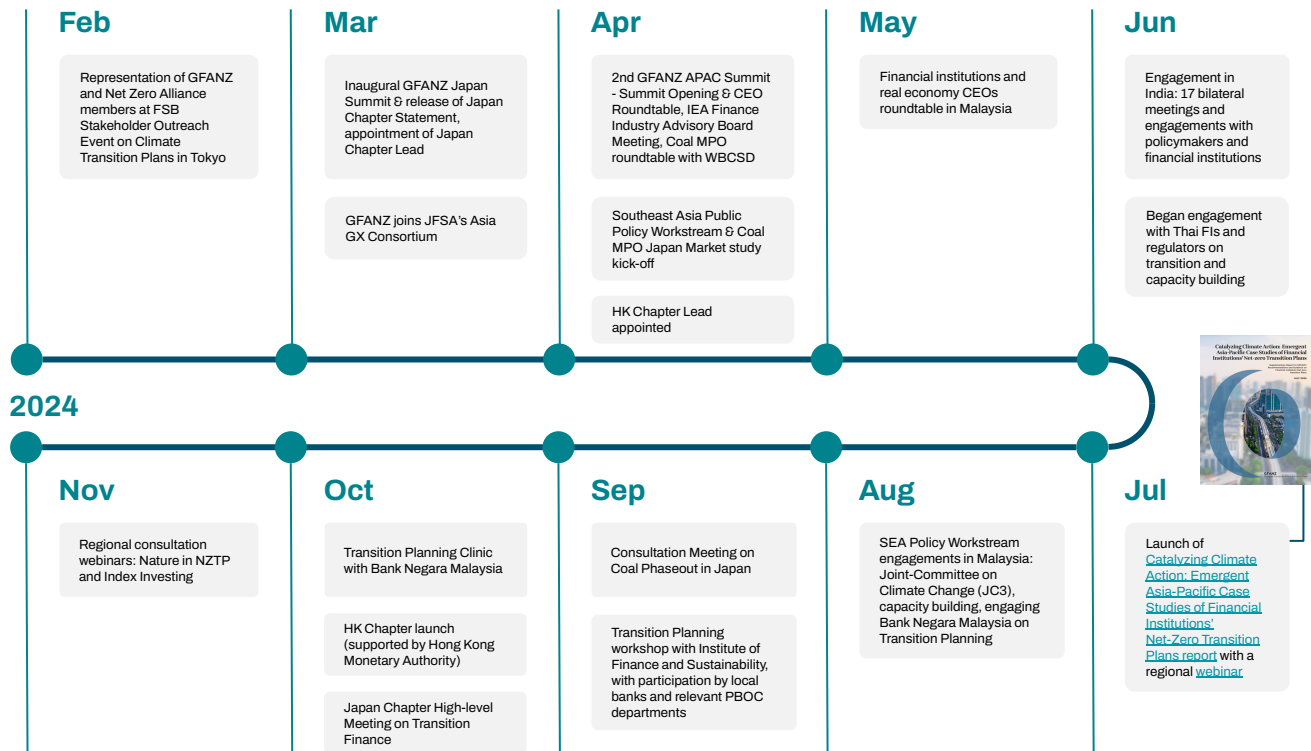 Feb
Representation of GFANZ
and Net Zero Alliance
members at FSB
Stakeholder Outreach
Event on Climate
Transition Plans in Tokyo
Mar
Inaugural GFANZ Japan
Summit & release of Japan
Chapter Statement,
appointment of Japan
Chapter Lead
GFANZ joins JFSA's Asia
GX Consortium
Apr
2nd GFANZ APAC Summit
- Summit Opening & CEO
Roundtable, IEA Finance
Industry Advisory Board
Meeting, Coal MPO
roundtable with WBCSD
Southeast Asia Public
Policy Workstream & Coal
MPO Japan Market study
kick-off
HK Chapter Lead
appointed
May
Financial institutions and
real economy CEOs
roundtable in Malaysia
Jun
Engagement in
India: 17 bilateral
meetings and
engagements with
policymakers and
financial institutions
Began engagement
with Thai FIs and
regulators on
transition and
capacity building
Catalyzing Climate Action: Emergent
Asia-Pacific Case Studies of Financial
Institutions' Net-zero Transition Plans
GFANZ
2024
Nov
Regional consultation
webinars: Nature in NZTP
and Index Investing
Oct
Transition Planning Clinic
with Bank Negara Malaysia
HK Chapter launch
(supported by Hong Kong
Monetary Authority)
Japan Chapter High-level
Meeting on Transition
Finance
Sep
Consultation Meeting on
Coal Phaseout in Japan
Transition Planning
workshop with Institute of
Finance and Sustainability,
with participation by local
banks and relevant PBOC
departments
Aug
SEA Policy Workstream
engagements in Malaysia:
Joint-Committee on
Climate Change (JC3),
capacity building, engaging
Bank Negara Malaysia on
Transition Planning
Jul
Launch of
Catalyzing Climate
Action: Emergent
Asia-Pacific Case
Studies of Financial
Institutions'
Net-Zero Transition
Plans report with a
regional webinar